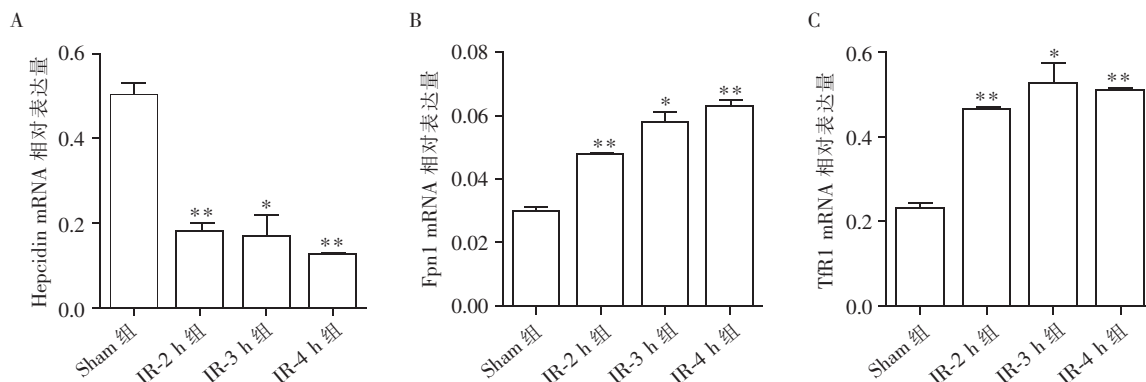 A
Hepcidin mRNA 相对表达量
0.6
0.4
0.2
0.0
**
*
**
Sham 组
IR-2 h 组
IR-3 h 组
IR-4 h 组
B
Fpn1 mRNA 相对表达量
0.08
0.06
0.04
0.02
0.00
**
*
**
Sham 组
IR-2 h 组
IR-3 h 组
IR-4 h 组
C
TfR1 mRNA 相对表达量
0.6
0.4
0.2
0.0
**
*
**
Sham 组
IR-2 h 组
IR-3 h 组
IR-4 h 组